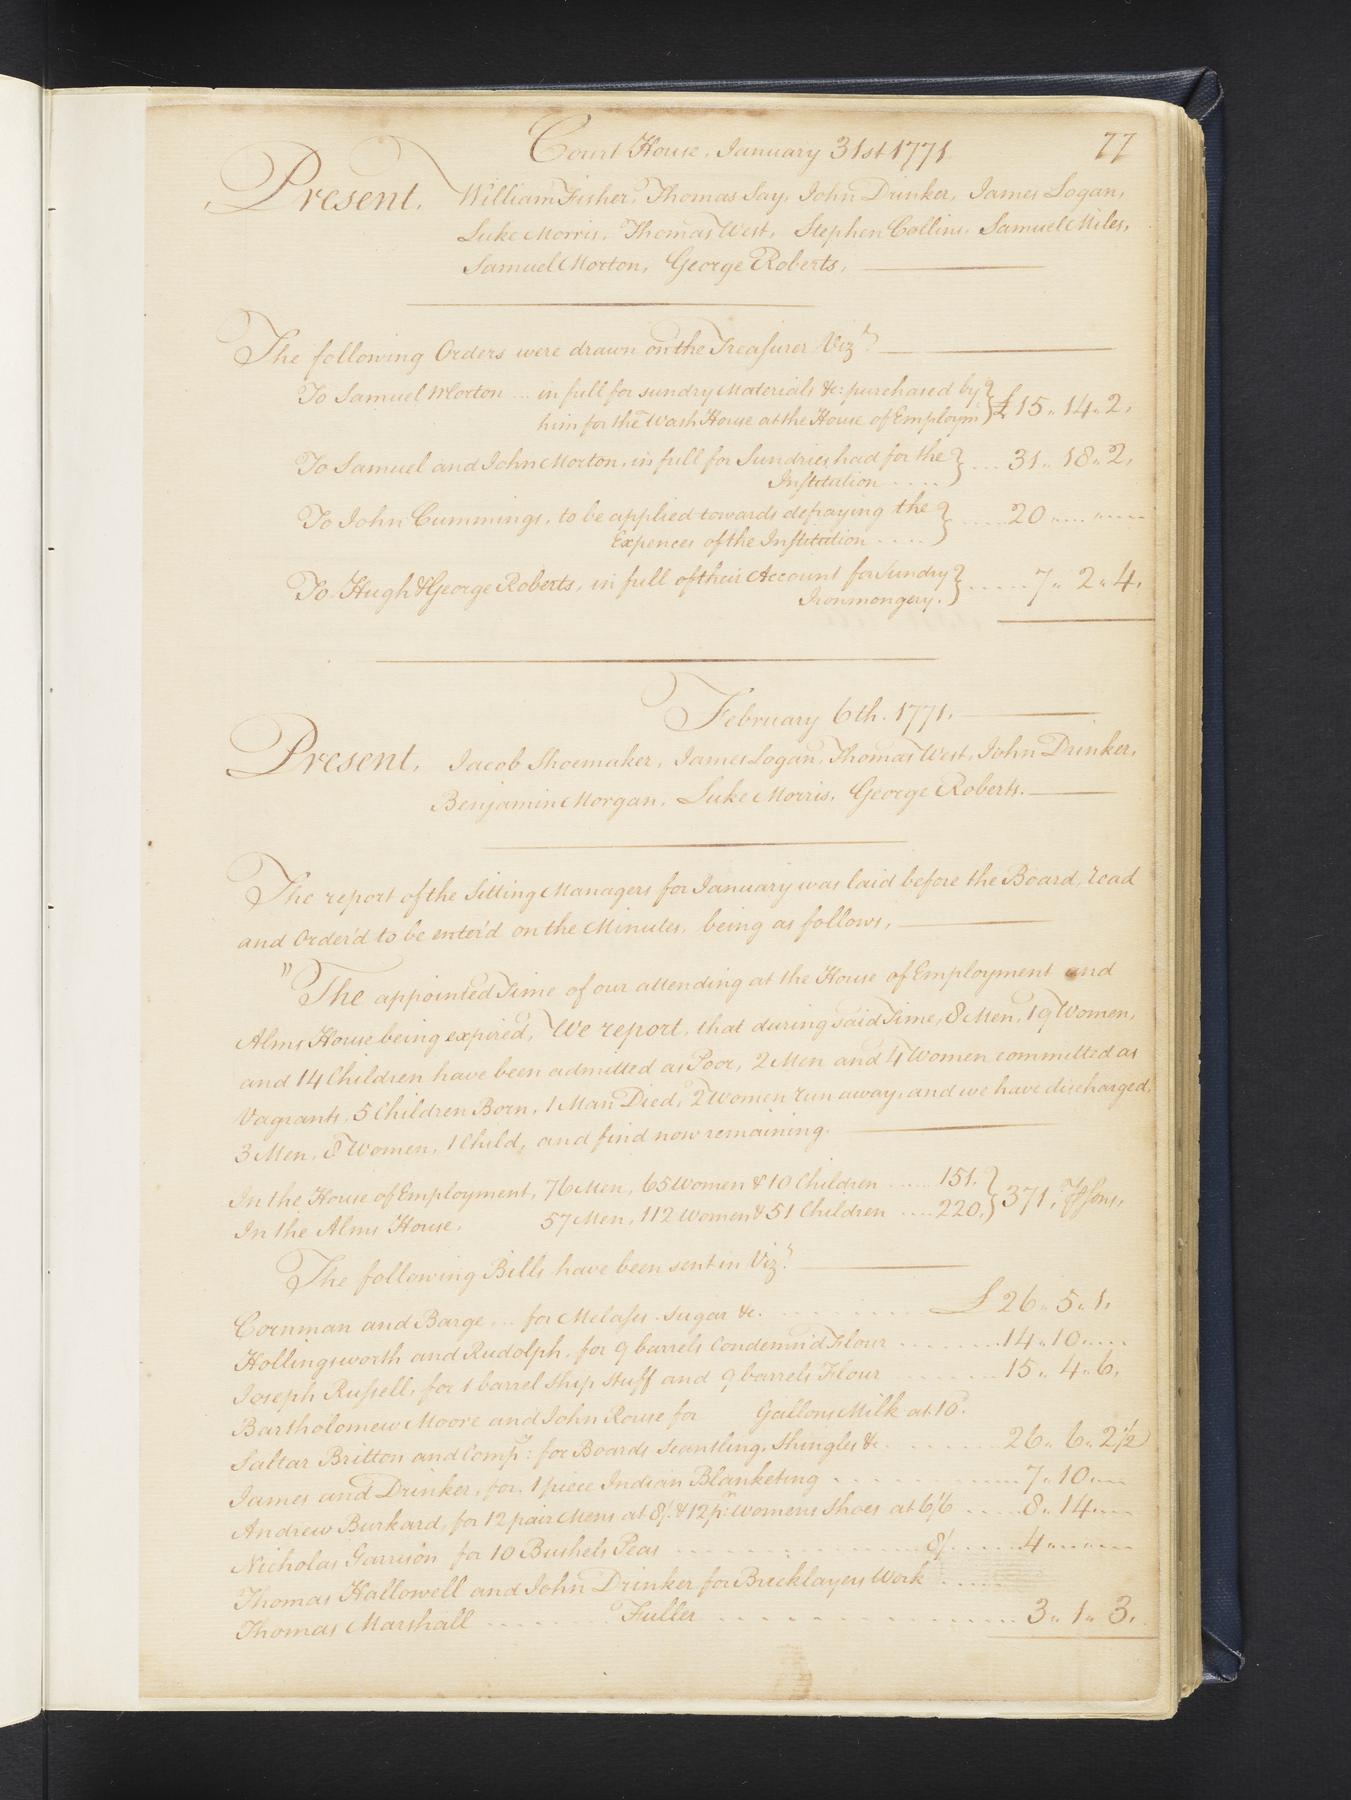 77
Court House, January 31st 1771
Present, William Fisher, Thomas Say, John Drinker, James Logan,
Luke Morris, Thomas West, Stephen Collins, Samuel Miles,
Samuel Morton, George Roberts,
The following Orders were drawn on the Treasurer Vizt.
To Samuel Morton ... in full for sundry Materials &c: purchased by
him for the Wash House at the House of Employmt } £15 .. 14 .. 2,
To Samuel and John Morton, in full for Sundries had for the
Institution .... } ... 31 .. 18 .. 2,
To John Cummings, to be applied towards defraying the
Expences of the Institution .... } .... 20 .. .... .. ....
To Hugh & George Roberts, in full of their Account for Sundry
Ironmongery. } ..... 7 .. 2 .. 4.
February 6th. 1771.
Present, Jacob Shoemaker, James Logan, Thomas West, John Drinker,
Benjamin Morgan, Luke Morris, George Roberts.
The report of the Sitting Managers for January was laid before the Board, read
and Order'd to be enter'd on the Minutes, being as follows,
"The appointed Time of our attending at the House of Employment and
Alms House being expired, We report, that during said Time, 8 Men, 19 Women,
and 14 Children have been admitted as Poor, 2 Men and 4 Women committed as
Vagrants, 5 Children Born, 1 Man Died, 2 Women run away, and we have discharged,
3 Men, 8 Women, 1 Child, and find now remaining.
In the House of Employment, 76 Men, 65 Women & 10 Children ...... 151. } 371, Psons,
In the Alms House, 57 Men, 112 Women & 51 Children .... 220, }
The following Bills have been sent in Vizt.
Cornman and Barge ... for Melasses Sugar &c. ......... £ 26 .. 5 .. 1.
Hollingsworth and Rudolph, for 9 barrels Condemn'd Flour ......... 14 .. 10 .. ....
Joseph Russell, for 1 barrel Ship Stuff and 9 barrels Flour ........ 15 .. 4 .. 6,
Bartholomew Moore and John Rouse for Gallons Milk at 10.
Saltar Britton and Comp: for Boards Scantling, Shingles &c. ........ 26 .. 6 .. 2½
James and Drinker, for 1 piece Indian Blanketing .............. 7 .. 10 .. ...
Andrew Burkard, for 12 pair Mens at 8/. & 12 pr. Womens Shoes at 6/6 ..... 8 .. 14 .. ...
Nicholas Garrison for 10 Bushels Peas .............. 8/ ...... 4 .. .... ....
Thomas Hallowell and John Drinker for Bricklayers Work .....
Thomas Marshall ........ Fuller .............. 3 .. 1 .. 3.